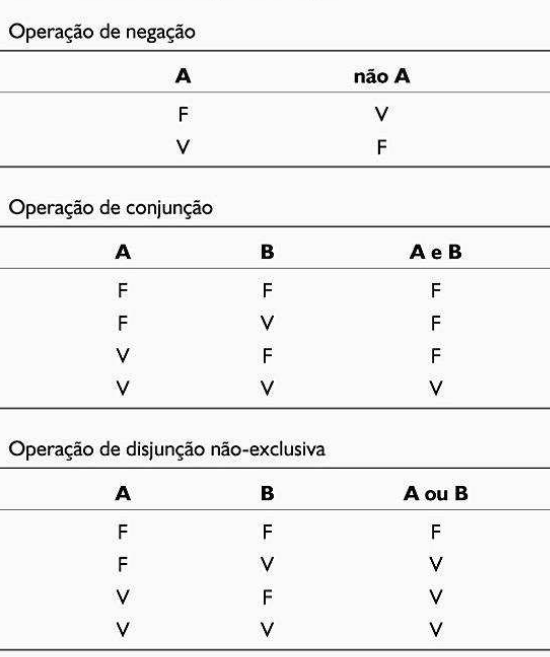 Operação de negação
A não A
F V
V F
Operação de conjunção
A B A e B
F F F
F V F
V F F
V V V
Operação de disjunção não-exclusiva
A B A ou B
F F F
F V V
V F V
V V V